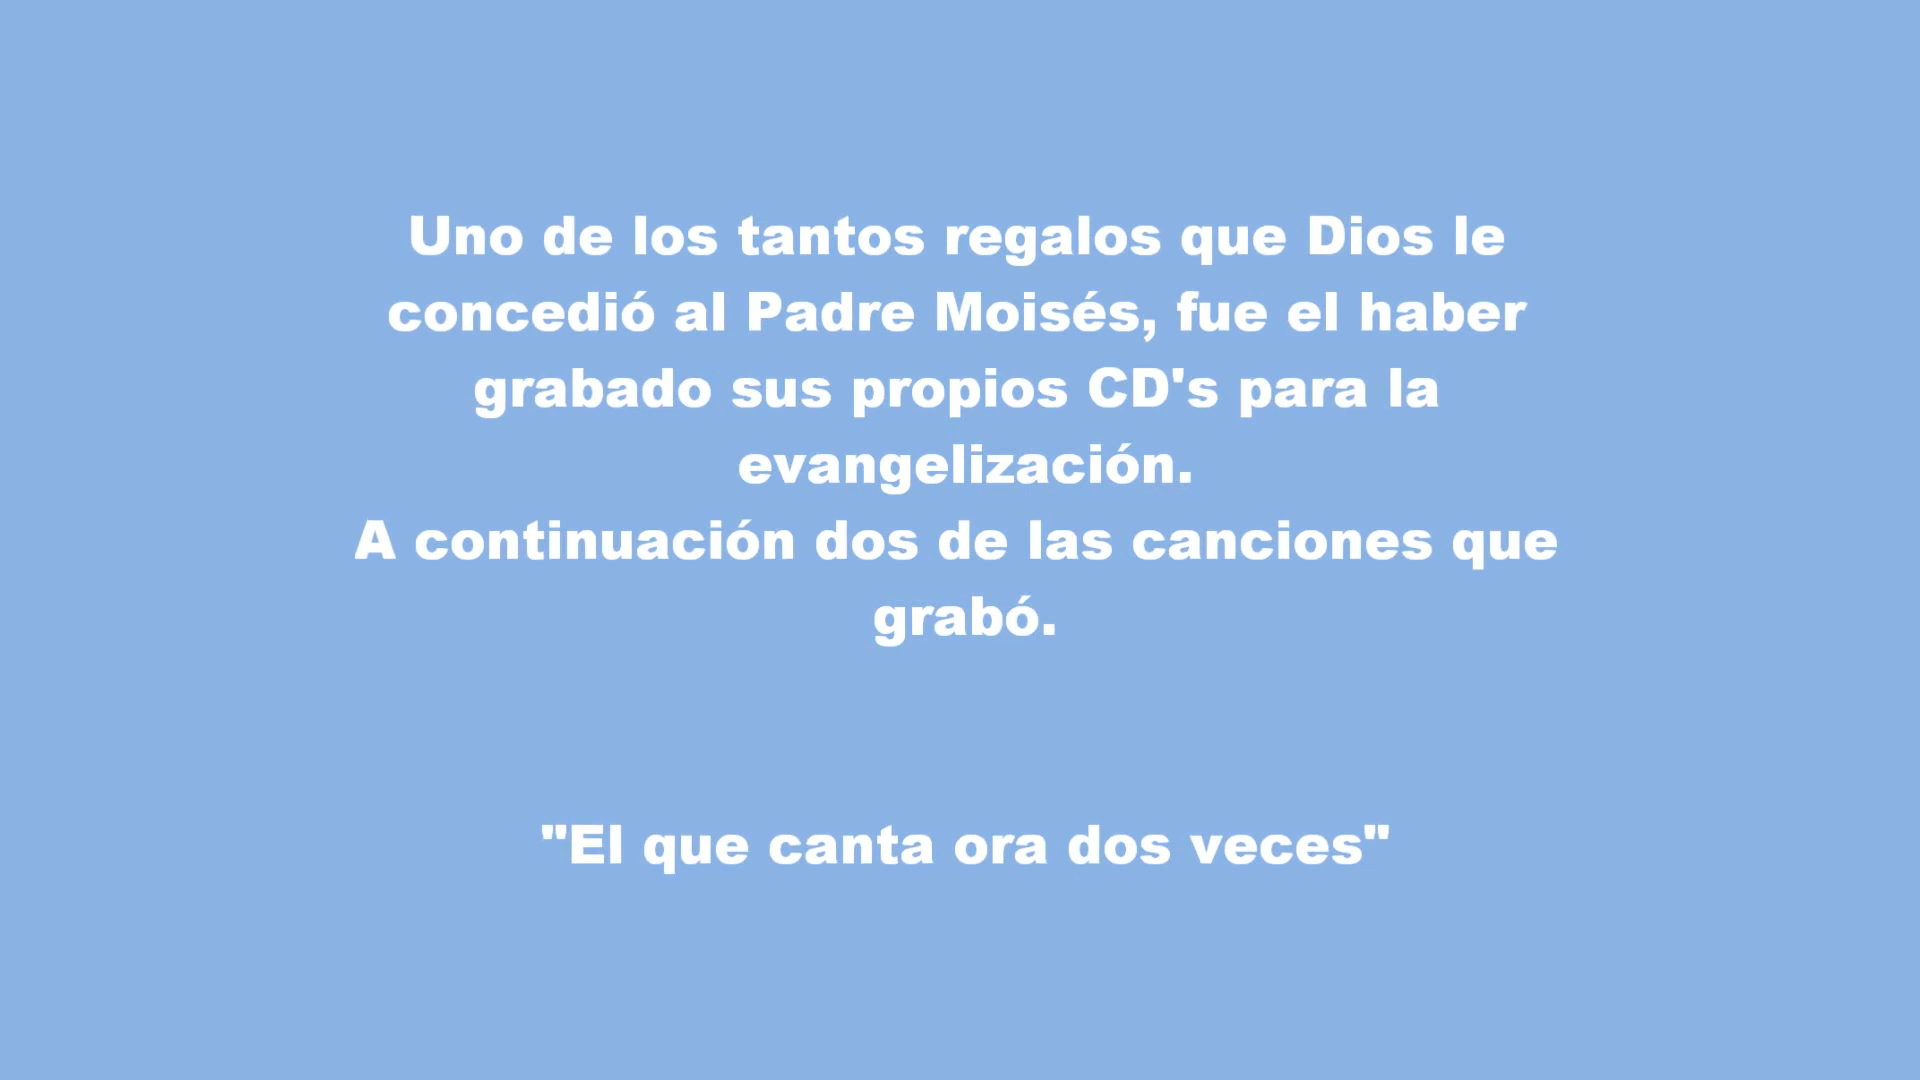 Uno de los tantos regalos que Dios le
concedió al Padre Moisés, fue el haber
grabado sus propios CD's para la
evangelización.
A continuación dos de las canciones que
grabó.
"El que canta ora dos veces"